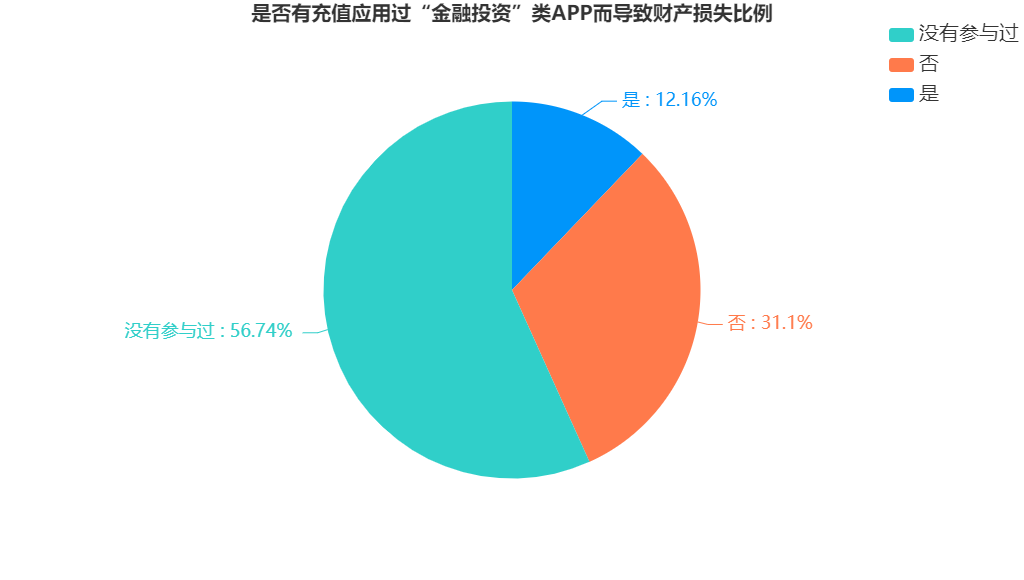 是否有充值应用过“金融投资”类APP而导致财产损失比例
没有参与过
否
是
是 : 12.16%
否 : 31.1%
没有参与过 : 56.74%